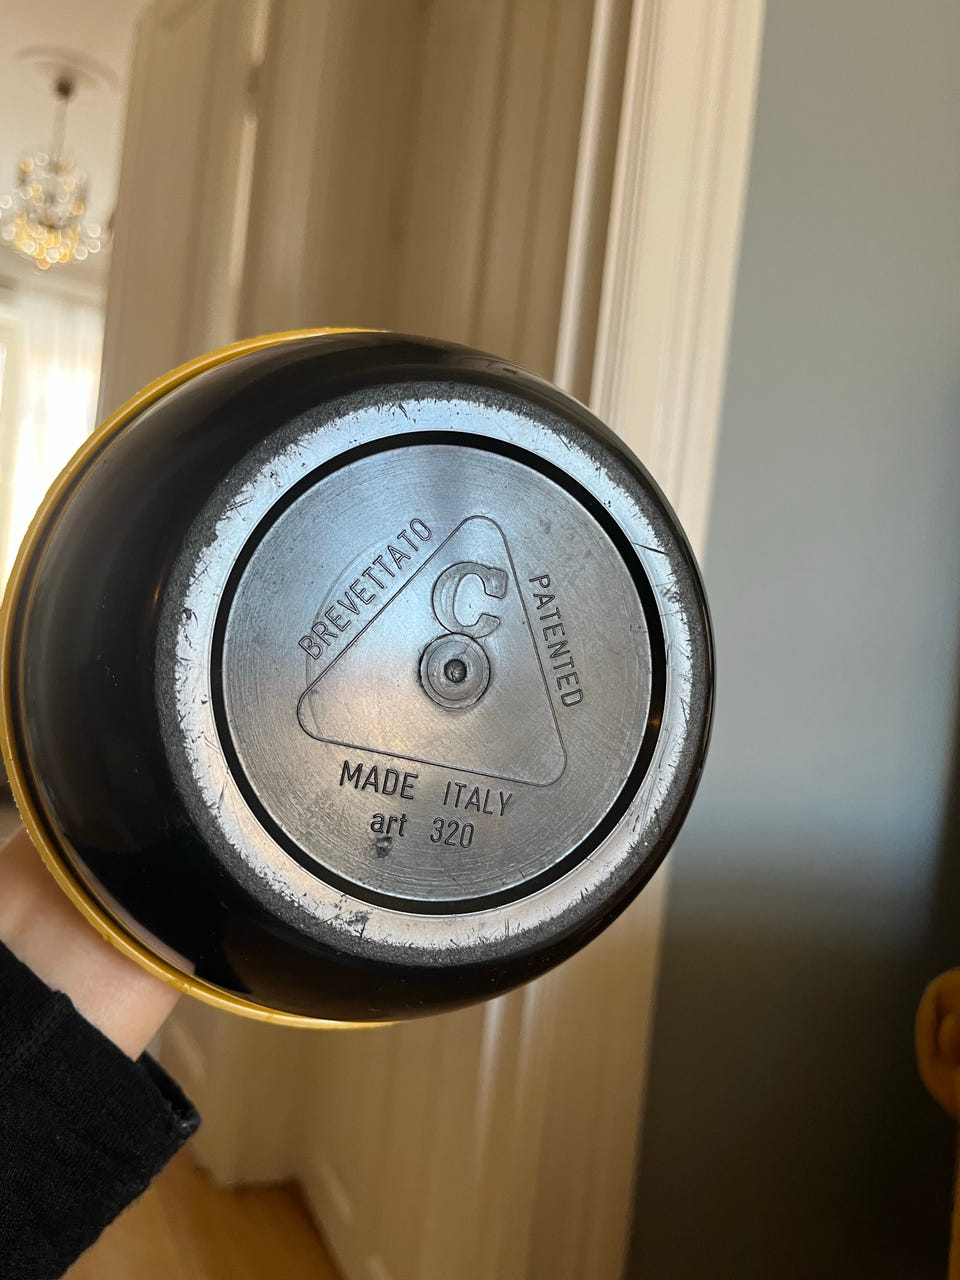 BREVETTATO
C
PATENTED
MADE ITALY
art 320